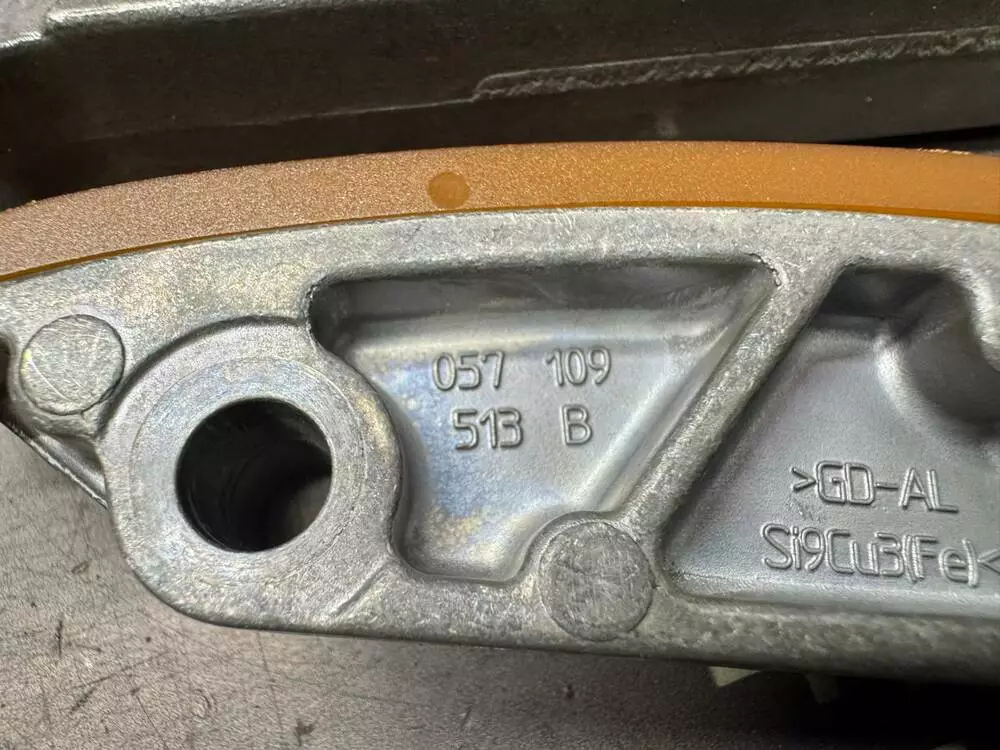 057 109
513 B
>GD-AL
Si9Cu3(Fe)<